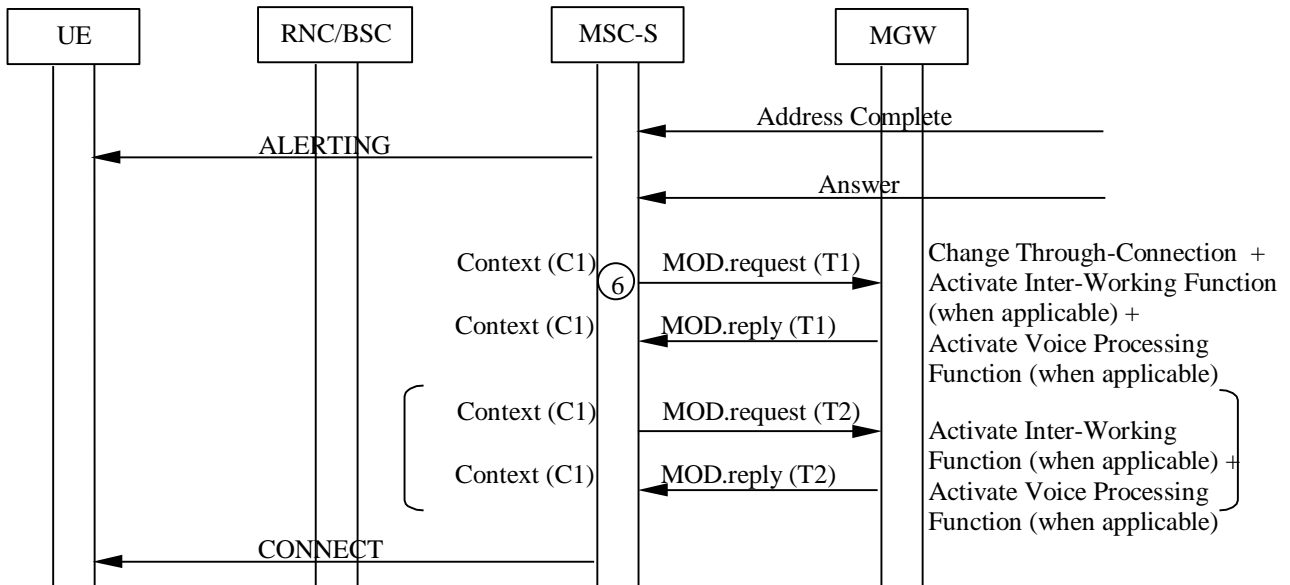 UE
RNC/BSC
MSC-S
MGW
Address Complete
ALERTING
Answer
Context (C1)
6
MOD.request (T1)
Change Through-Connection +
Activate Inter-Working Function
(when applicable) +
Activate Voice Processing
Function (when applicable)
Context (C1)
MOD.reply (T1)
Context (C1)
MOD.request (T2)
Activate Inter-Working
Function (when applicable) +
Activate Voice Processing
Function (when applicable)
Context (C1)
MOD.reply (T2)
CONNECT